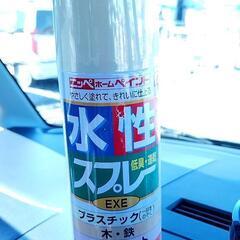 ニッペホームペイント
やさしく塗れて、きれいに仕上る
水性
スプレー
低臭・速乾
EXE
プラスチック
木・鉄